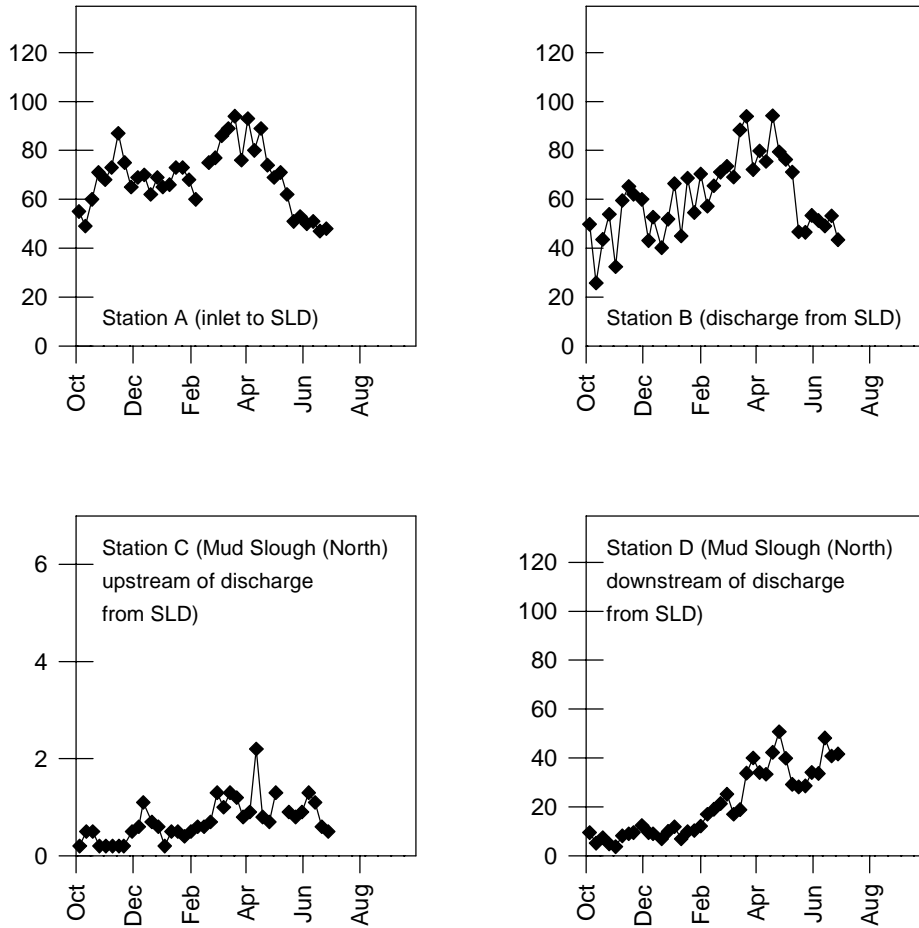 120
100
80
60
40
20
0
Station A (inlet to SLD)
Oct
Dec
Feb
Apr
Jun
Aug
120
100
80
60
40
20
0
Station B (discharge from SLD)
Oct
Dec
Feb
Apr
Jun
Aug
6
4
2
0
Station C (Mud Slough (North)
upstream of discharge
from SLD)
Oct
Dec
Feb
Apr
Jun
Aug
120
100
80
60
40
20
0
Station D (Mud Slough (North)
downstream of discharge
from SLD)
Oct
Dec
Feb
Apr
Jun
Aug